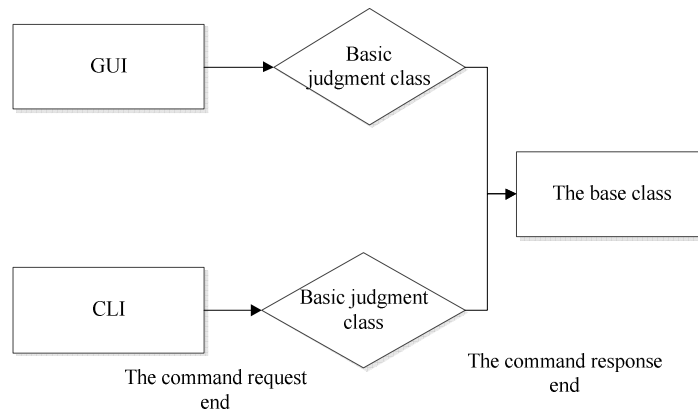 GUI
Basic
judgment class
The base class
CLI
Basic judgment
class
The command request
end
The command response
end